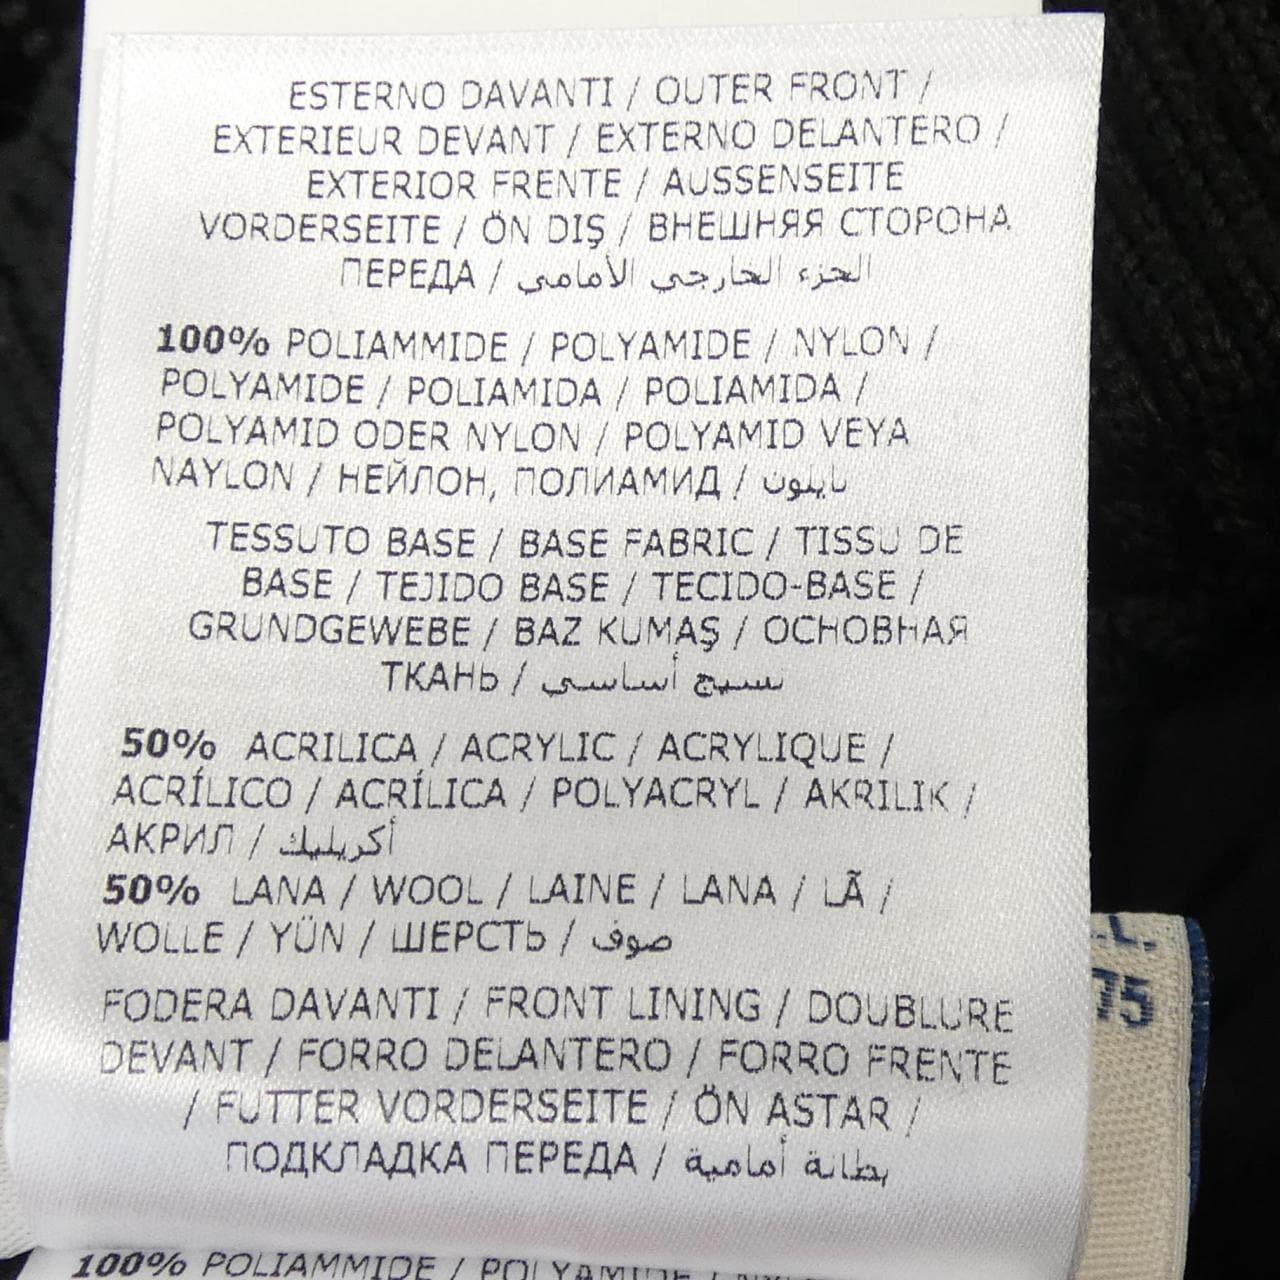 ESTERNO DAVANTI / OUTER FRONT /
EXTERIEUR DEVANT / EXTERNO DELANTERO /
EXTERIOR FRENTE / AUSSENSEITE
VORDERSEITE / ÖN DIŞ / ВНЕШНЯЯ СТОРОНА
ПЕРЕДА / الجزء الخارجي الأمامي
100% POLIAMMIDE / POLYAMIDE / NYLON /
POLYAMIDE / POLIAMIDA / POLIAMIDA /
POLYAMID ODER NYLON / POLYAMID VEYA
NAYLON / НЕЙЛОН, ПОЛИАМИД / نايلون
TESSUTO BASE / BASE FABRIC / TISSU DE
BASE / TEJIDO BASE / TECIDO-BASE /
GRUNDGEWEBE / BAZ KUMAŞ / ОСНОВНАЯ
ТКАНЬ / نسيج أساسي
50% ACRILICA / ACRYLIC / ACRYLIQUE /
ACRÍLICO / ACRÍLICA / POLYACRYL / AKRILIK /
АКРИЛ / أكريليك
50% LANA / WOOL / LAINE / LANA / LÃ /
WOLLE / YÜN / ШЕРСТЬ / صوف
FODERA DAVANTI / FRONT LINING / DOUBLURE
DEVANT / FORRO DELANTERO / FORRO FRENTE
/ FUTTER VORDERSEITE / ÖN ASTAR /
ПОДКЛАДКА ПЕРЕДА / بطانة أمامية
100% POLIAMMIDE / POLYAMIDE /
75